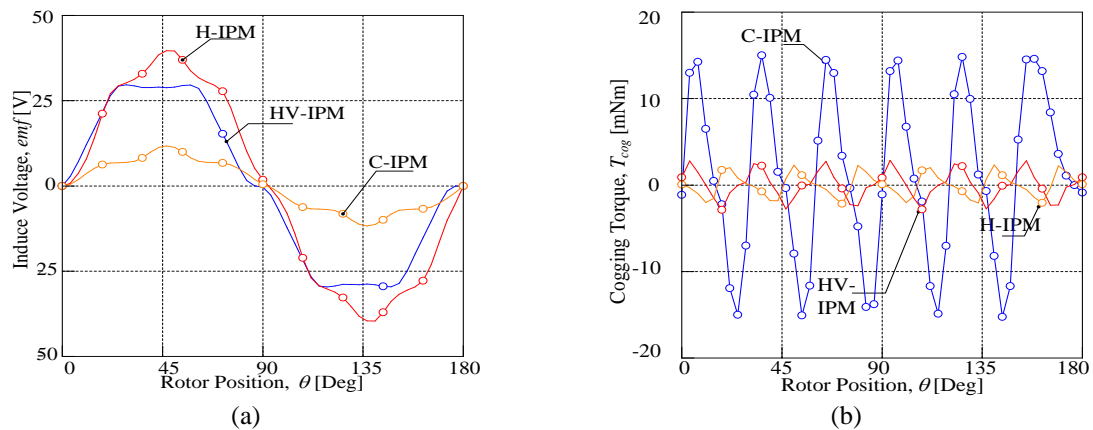 50
25
0
25
50
Induce Voltage, emf [V]
H-IPM
HV-IPM
C-IPM
0 45 90 135 180
Rotor Position, θ [Deg]
(a)
20
10
0
-10
-20
Cogging Torque, Tcog [mNm]
C-IPM
H-IPM
HV-
IPM
0 45 90 135 180
Rotor Position, θ [Deg]
(b)